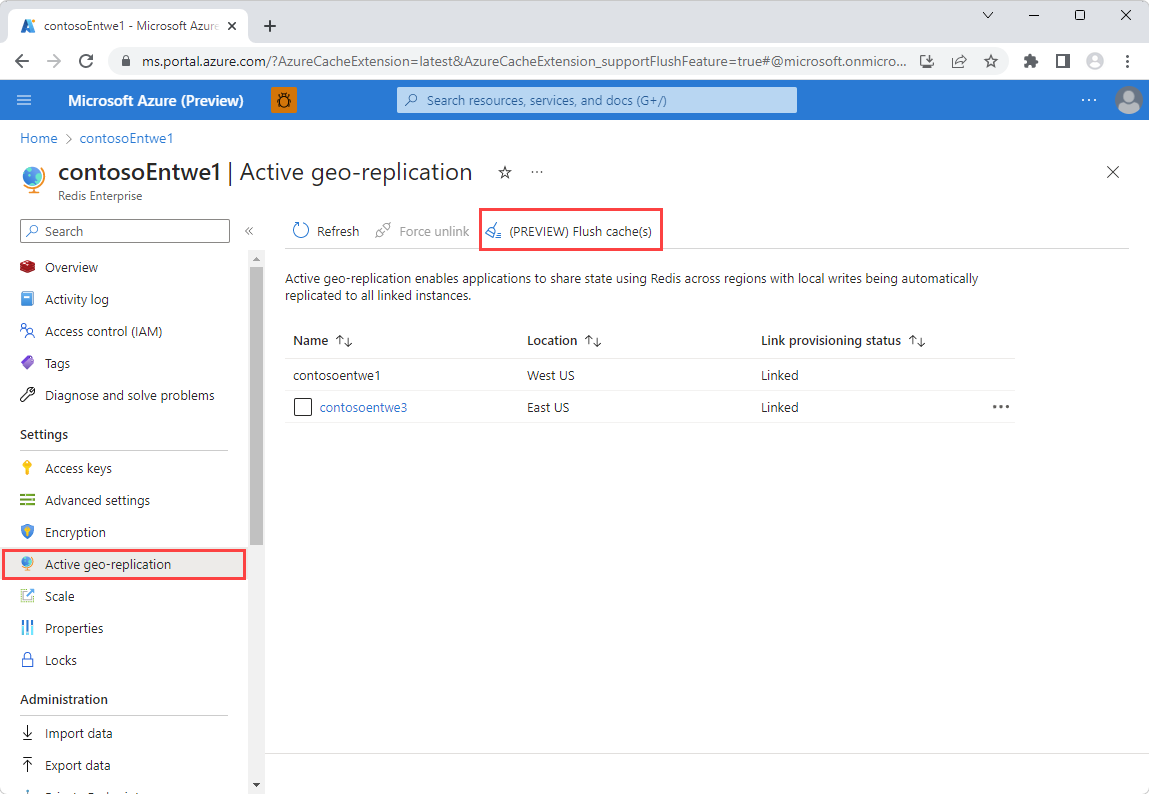 contosoEntwe1 - Microsoft Azure
ms.portal.azure.com/?AzureCacheExtension=latest&AzureCacheExtension_supportFlushFeature=true#@microsoft.onmicro...
Microsoft Azure (Preview)
Search resources, services, and docs (G+/)
Home > contosoEntwe1
contosoEntwe1 | Active geo-replication
Redis Enterprise
Search
Refresh
Force unlink
(PREVIEW) Flush cache(s)
Overview
Activity log
Access control (IAM)
Tags
Diagnose and solve problems
Settings
Access keys
Advanced settings
Encryption
Active geo-replication
Scale
Properties
Locks
Administration
Import data
Export data
Active geo-replication enables applications to share state using Redis across regions with local writes being automatically
replicated to all linked instances.
Name Location Link provisioning status
contosoentwe1 West US Linked
contosoentwe3 East US Linked